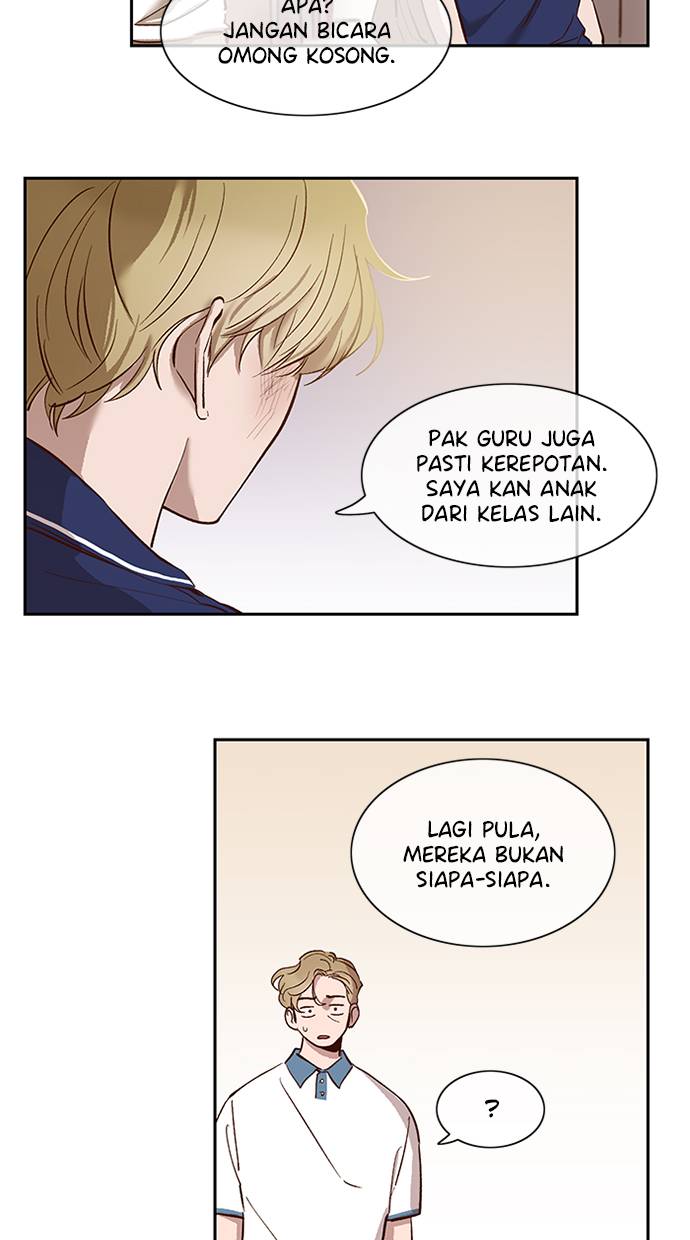 APA?
JANGAN BICARA
OMONG KOSONG.
PAK GURU JUGA
PASTI KEREPOTAN.
SAYA KAN ANAK
DARI KELAS LAIN.
LAGI PULA,
MEREKA BUKAN
SIAPA-SIAPA.
?